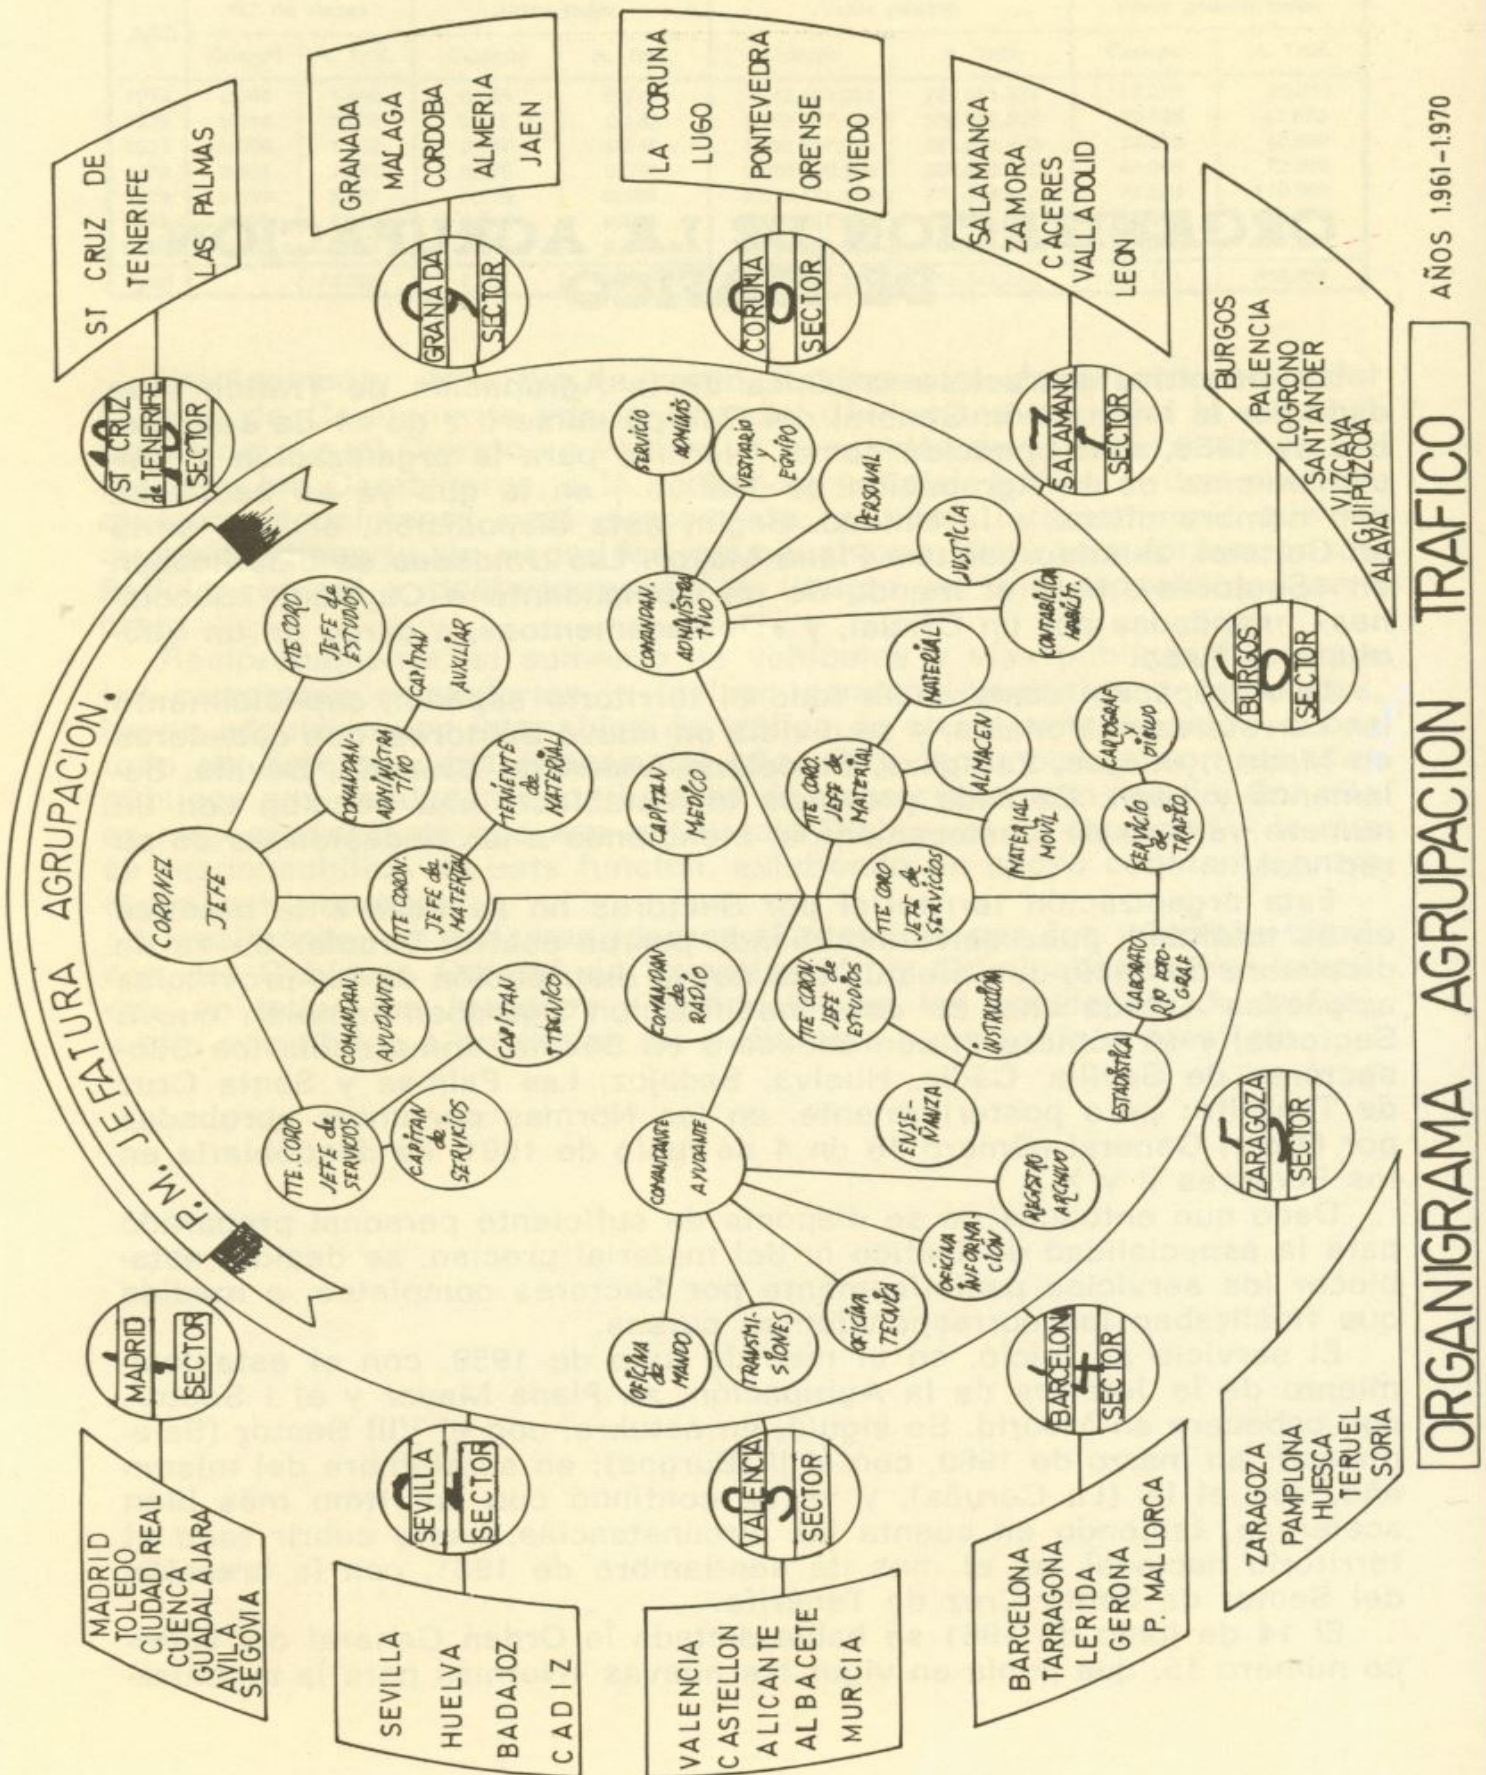 P.M. JEFATURA AGRUPACION.
CORONEL
JEFE
TTE.CORO
JEFE de
SERVICIOS
COMANDAN.
AYUDANTE
CAPITAN
de
SERVICIOS
CAPITAN
TTECNICO
TTE CORON.
JEFE de
MATERIAL
COMANDAN
ADMINISTRA
TIVO
TTE CORO
JEFE de
ESTUDIOS
CAPITAN
AUXILIAR
TENIENTE
de
MATERIAL
COMANDAN
de
RADIO
CAPITAN
MEDICO
COMANDANTE
AYUDANTE
OFICINA
de
MANDO
TRANSMI-
SIONES
OFICINA
TECNICA
OFICINA
INFORMA-
CION
REGISTRO
ARCHIVO
TTE CORON.
JEFE de
ESTUDIOS
ENSE-
ÑANZA
INSTRUCCION
TTE CORO
JEFE de
SERVICIOS
ESTADISTICA
LABORATO
RIO FOTO-
GRAF
SERVICIO
de
TRAFICO
CARTOGRAF
y
DIBUJO
TTE CORO.
JEFE de
MATERIAL
MATERIAL
MOVIL
ALMACEN
MATERIAL
COMANDAN.
ADMINISTRA
TIVO
SERVICIO
ADMINIS
VESTUARIO
y
EQUIPO
PERSONAL
JUSTICIA
CONTABILIDA
HABILIT.
MADRID
1
SECTOR
MADRID
TOLEDO
CIUDAD REAL
CUENCA
GUADALAJARA
AVILA
SEGOVIA
SEVILLA
2
SECTOR
SEVILLA
HUELVA
BADAJOZ
CADIZ
VALENCIA
3
SECTOR
VALENCIA
CASTELLON
ALICANTE
ALBACETE
MURCIA
BARCELONA
4
SECTOR
BARCELONA
TARRAGONA
LERIDA
GERONA
P. MALLORCA
ZARAGOZA
5
SECTOR
ZARAGOZA
PAMPLONA
HUESCA
TERUEL
SORIA
BURGOS
6
SECTOR
BURGOS
PALENCIA
LOGROÑO
SANTANDER
VIZCAYA
GUIPUZCOA
ALAVA
SALAMANC
7
SECTOR
SALAMANCA
ZAMORA
CACERES
VALLADOLID
LEON
CORUÑA
8
SECTOR
LA CORUNA
LUGO
PONTEVEDRA
ORENSE
OVIEDO
GRANADA
9
SECTOR
GRANADA
MALAGA
CORDOBA
ALMERIA
JAEN
ST CRUZ
de TENERIFE
10
SECTOR
ST CRUZ DE
TENERIFE
LAS PALMAS
ORGANIGRAMA AGRUPACION TRAFICO
AÑOS 1.961-1.970